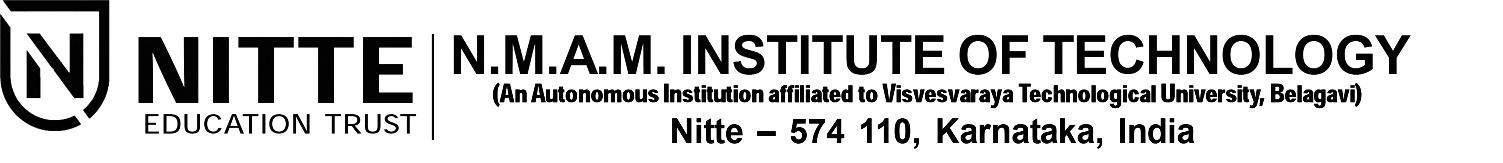 N NITTE
EDUCATION TRUST
N.M.A.M. INSTITUTE OF TECHNOLOGY
(An Autonomous Institution affiliated to Visvesvaraya Technological University, Belagavi)
Nitte – 574 110, Karnataka, India